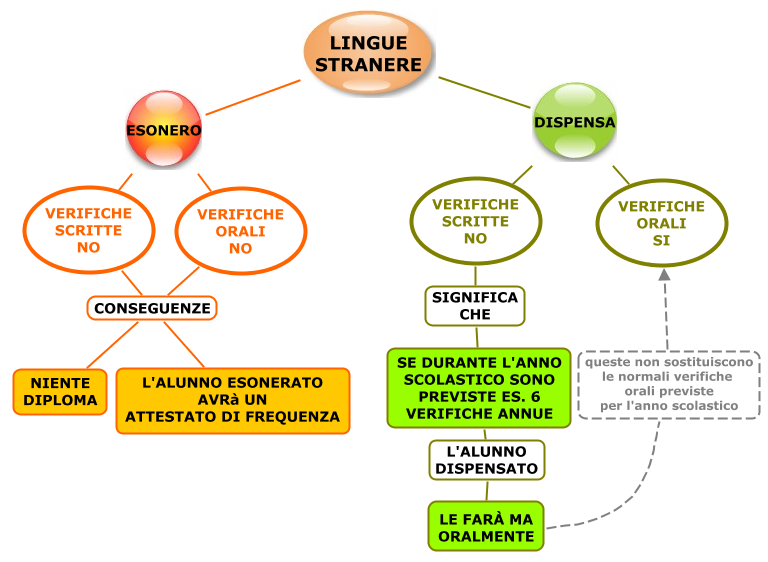 LINGUE
STRANERE
ESONERO
DISPENSA
VERIFICHE
SCRITTE
NO
VERIFICHE
ORALI
NO
VERIFICHE
SCRITTE
NO
VERIFICHE
ORALI
SI
CONSEGUENZE
SIGNIFICA
CHE
NIENTE
DIPLOMA
L'ALUNNO ESONERATO
AVRà UN
ATTESTATO DI FREQUENZA
SE DURANTE L'ANNO
SCOLASTICO SONO
PREVISTE ES. 6
VERIFICHE ANNUE
queste non sostituiscono
le normali verifiche
orali previste
per l'anno scolastico
L'ALUNNO
DISPENSATO
LE FARÀ MA
ORALMENTE